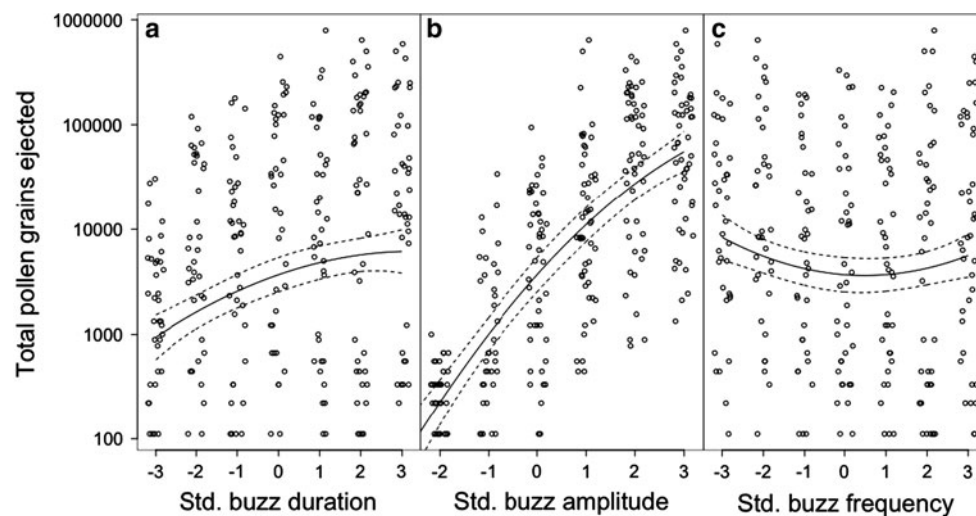 Total pollen grains ejected
1000000
100000
10000
1000
100
a
b
c
-3 -2 -1 0 1 2 3
-2 -1 0 1 2 3
-3 -2 -1 0 1 2 3
Std. buzz duration
Std. buzz amplitude
Std. buzz frequency